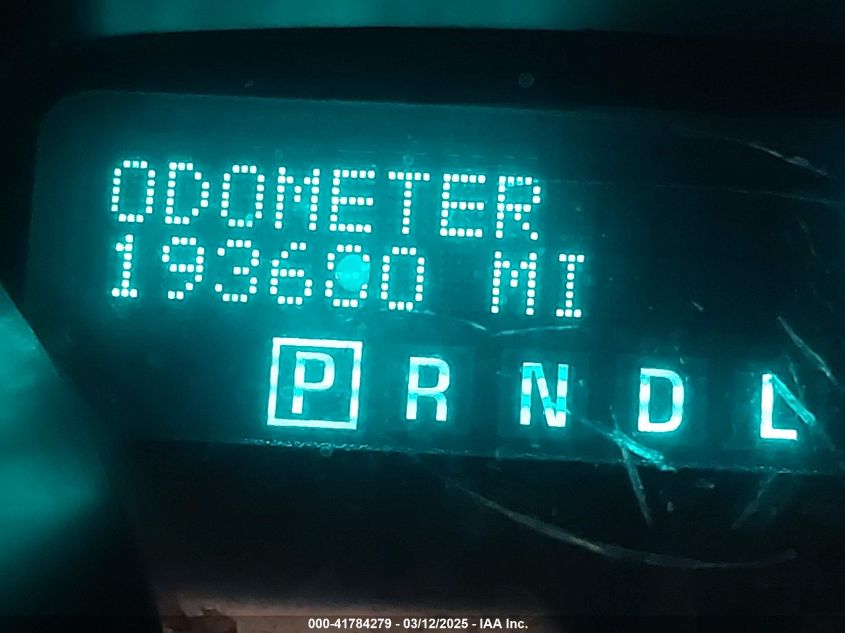 ODOMETER
193600 MI
P R N D L
000-41784279 - 03/12/2025 - IAA Inc.